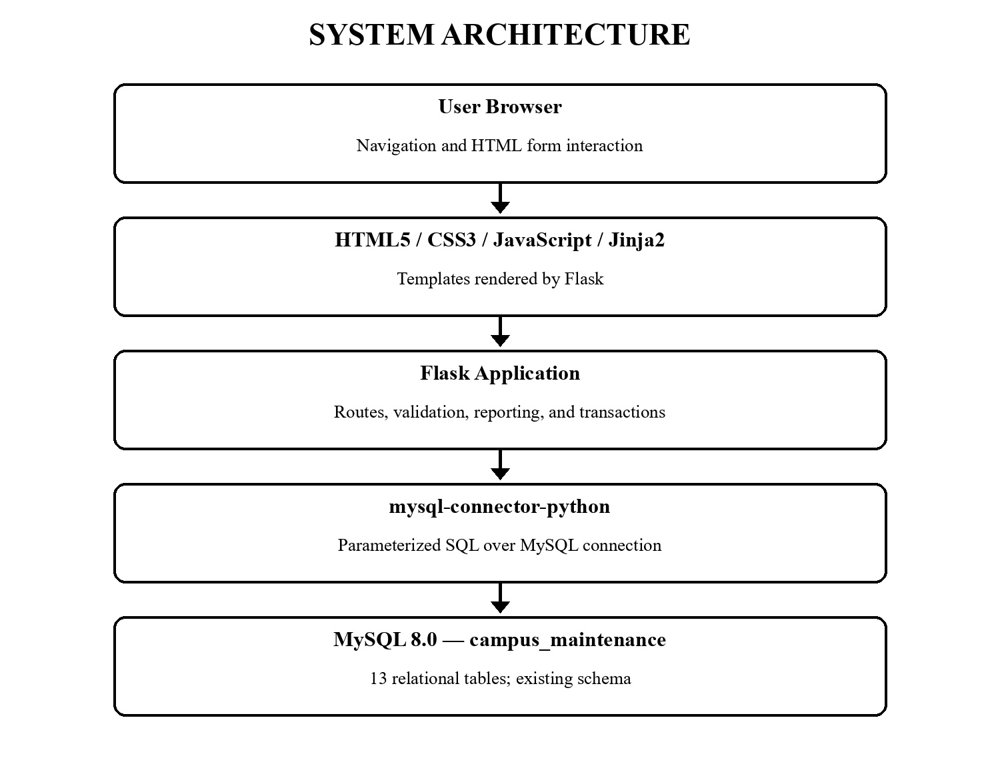 SYSTEM ARCHITECTURE
User Browser
Navigation and HTML form interaction
HTML5 / CSS3 / JavaScript / Jinja2
Templates rendered by Flask
Flask Application
Routes, validation, reporting, and transactions
mysql-connector-python
Parameterized SQL over MySQL connection
MySQL 8.0 — campus_maintenance
13 relational tables; existing schema